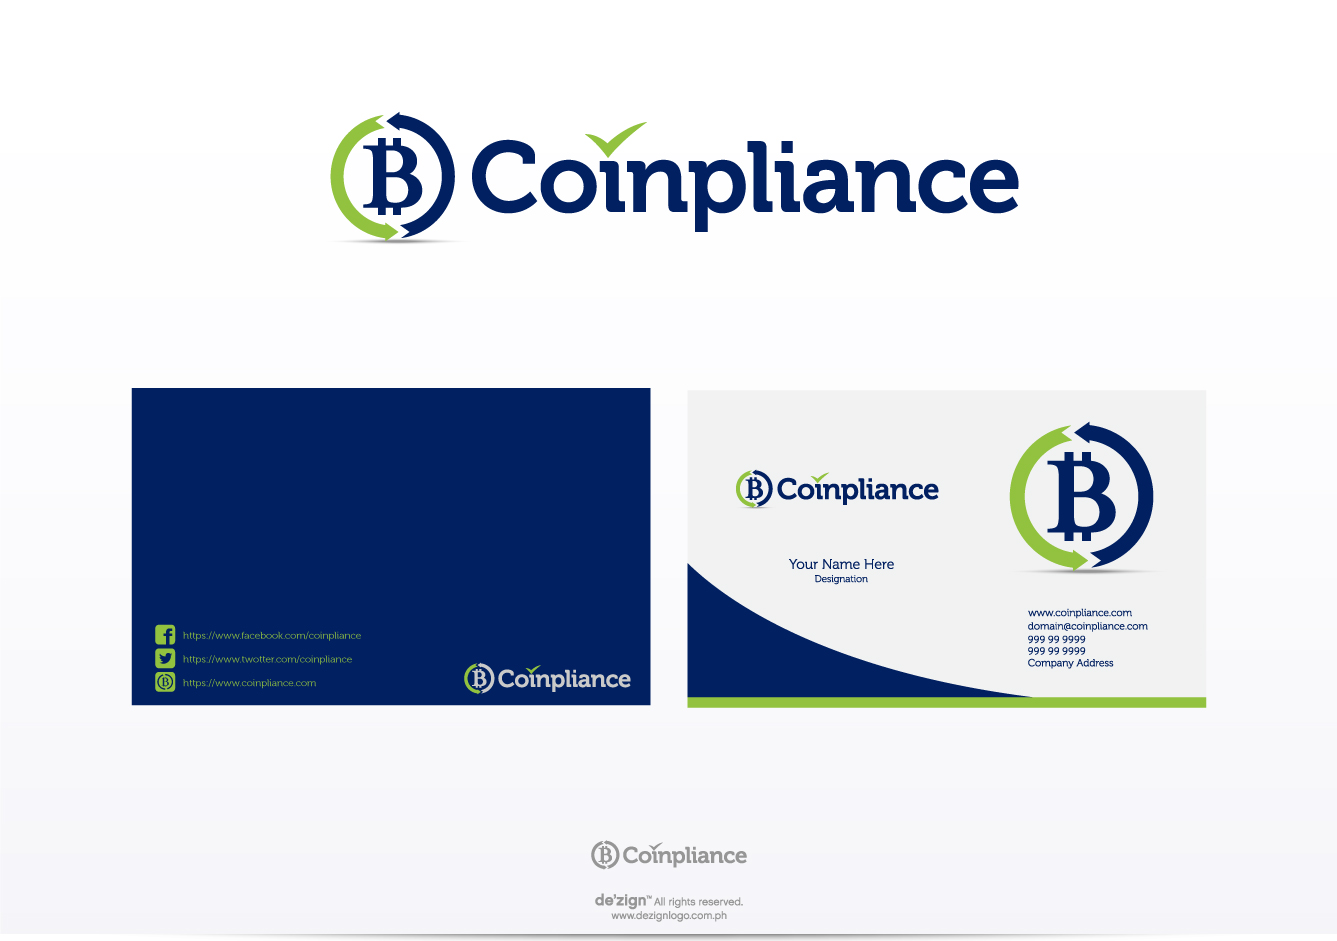 Coinpliance
https://www.facebook.com/coinpliance
https://www.twotter.com/coinpliance
https://www.coinpliance.com
Coinpliance
Coinpliance
Your Name Here
Designation
www.coinpliance.com
domain@coinpliance.com
999 99 9999
999 99 9999
Company Address
Coinpliance
de'zign™ All rights reserved.
www.dezignlogo.com.ph